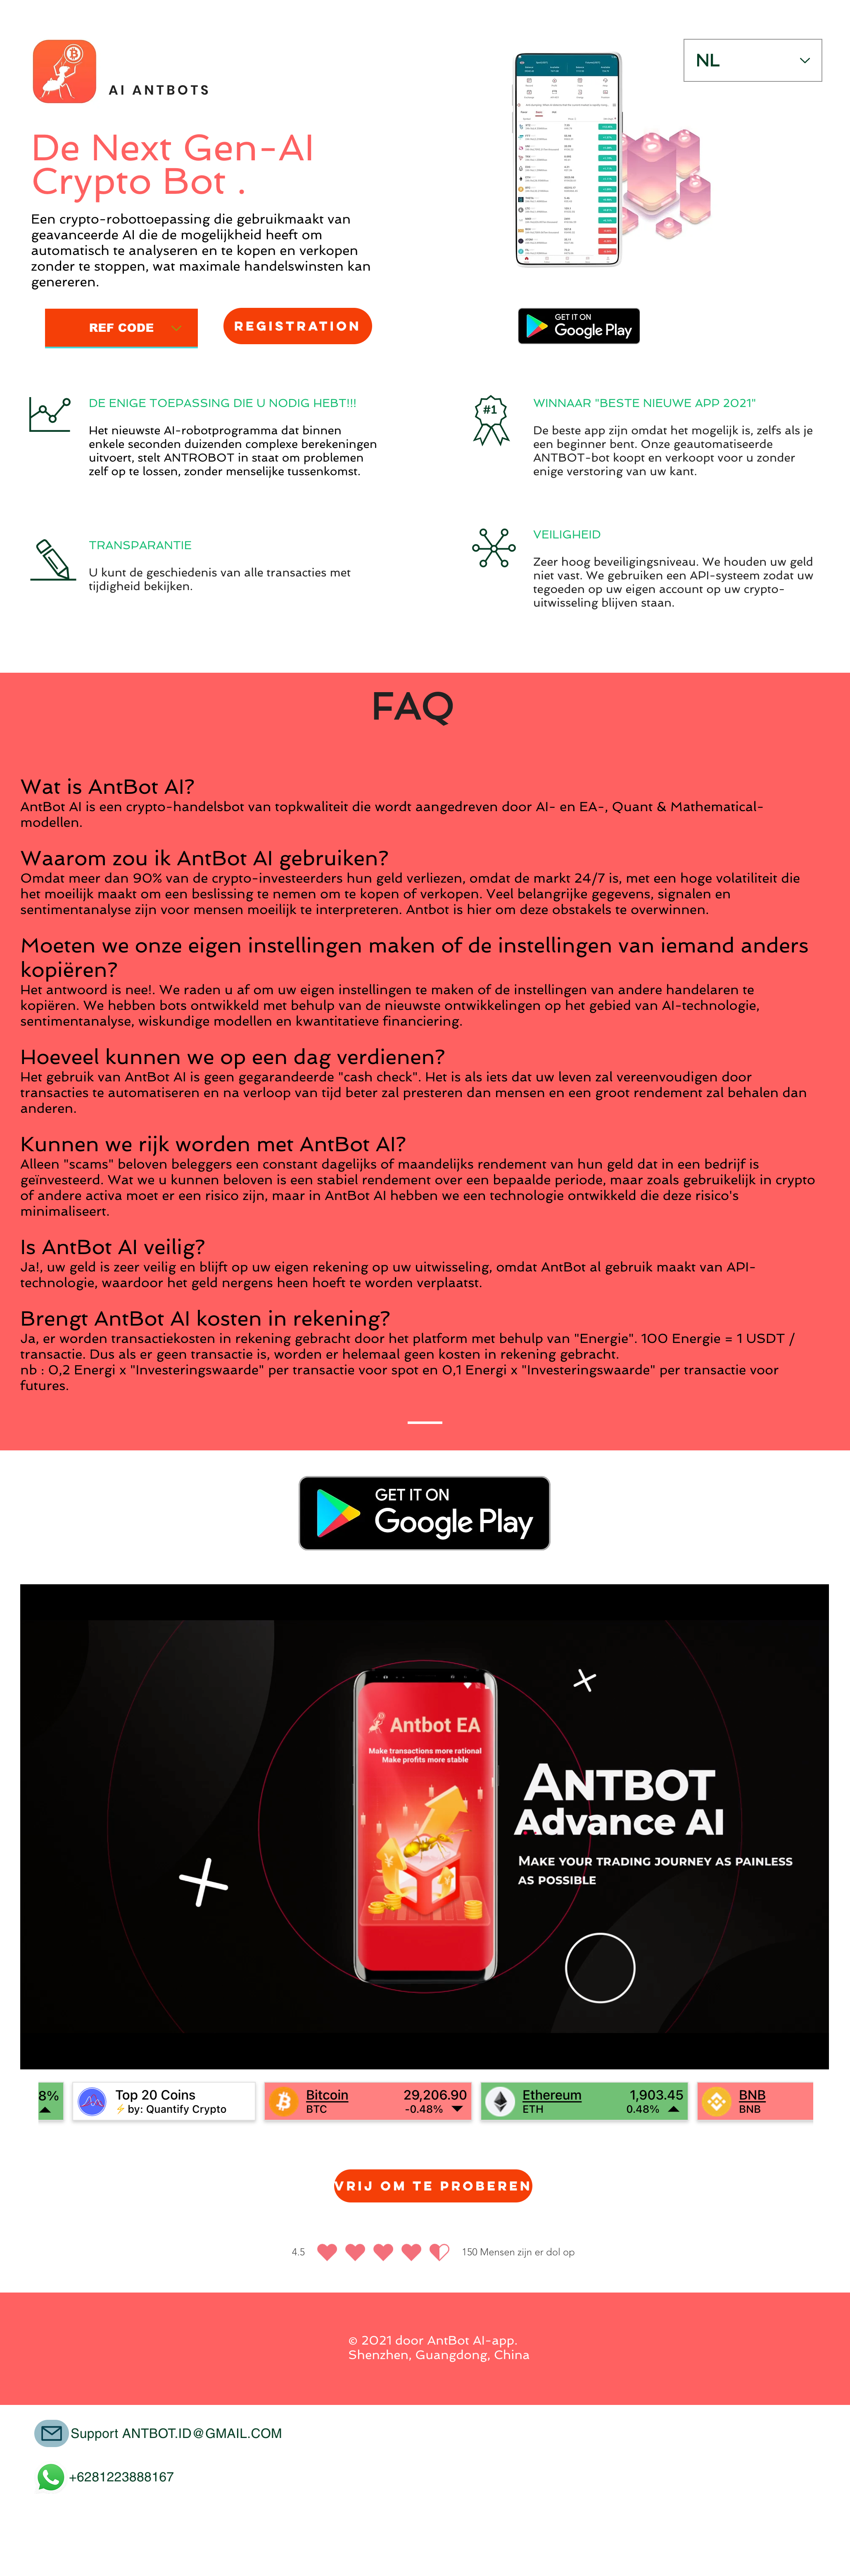 NL
AI ANTBOTS
De Next Gen-AI
Crypto Bot .
Een crypto-robottoepassing die gebruikmaakt van
geavanceerde AI die de mogelijkheid heeft om
automatisch te analyseren en te kopen en verkopen
zonder te stoppen, wat maximale handelswinsten kan
genereren.
REF CODE
REGISTRATION
GET IT ON
Google Play
DE ENIGE TOEPASSING DIE U NODIG HEBT!!!
Het nieuwste AI-robotprogramma dat binnen
enkele seconden duizenden complexe berekeningen
uitvoert, stelt ANTROBOT in staat om problemen
zelf op te lossen, zonder menselijke tussenkomst.
#1
WINNAAR "BESTE NIEUWE APP 2021"
De beste app zijn omdat het mogelijk is, zelfs als je
een beginner bent. Onze geautomatiseerde
ANTBOT-bot koopt en verkoopt voor u zonder
enige verstoring van uw kant.
TRANSPARANTIE
U kunt de geschiedenis van alle transacties met
tijdigheid bekijken.
VEILIGHEID
Zeer hoog beveiligingsniveau. We houden uw geld
niet vast. We gebruiken een API-systeem zodat uw
tegoeden op uw eigen account op uw crypto-
uitwisseling blijven staan.
FAQ
Wat is AntBot AI?
AntBot AI is een crypto-handelsbot van topkwaliteit die wordt aangedreven door AI- en EA-, Quant & Mathematical-
modellen.
Waarom zou ik AntBot AI gebruiken?
Omdat meer dan 90% van de crypto-investeerders hun geld verliezen, omdat de markt 24/7 is, met een hoge volatiliteit die
het moeilijk maakt om een beslissing te nemen om te kopen of verkopen. Veel belangrijke gegevens, signalen en
sentimentanalyse zijn voor mensen moeilijk te interpreteren. Antbot is hier om deze obstakels te overwinnen.
Moeten we onze eigen instellingen maken of de instellingen van iemand anders
kopiëren?
Het antwoord is nee!. We raden u af om uw eigen instellingen te maken of de instellingen van andere handelaren te
kopiëren. We hebben bots ontwikkeld met behulp van de nieuwste ontwikkelingen op het gebied van AI-technologie,
sentimentanalyse, wiskundige modellen en kwantitatieve financiering.
Hoeveel kunnen we op een dag verdienen?
Het gebruik van AntBot AI is geen gegarandeerde "cash check". Het is als iets dat uw leven zal vereenvoudigen door
transacties te automatiseren en na verloop van tijd beter zal presteren dan mensen en een groot rendement zal behalen dan
anderen.
Kunnen we rijk worden met AntBot AI?
Alleen "scams" beloven beleggers een constant dagelijks of maandelijks rendement van hun geld dat in een bedrijf is
geïnvesteerd. Wat we u kunnen beloven is een stabiel rendement over een bepaalde periode, maar zoals gebruikelijk in crypto
of andere activa moet er een risico zijn, maar in AntBot AI hebben we een technologie ontwikkeld die deze risico's
minimaliseert.
Is AntBot AI veilig?
Ja!, uw geld is zeer veilig en blijft op uw eigen rekening op uw uitwisseling, omdat AntBot al gebruik maakt van API-
technologie, waardoor het geld nergens heen hoeft te worden verplaatst.
Brengt AntBot AI kosten in rekening?
Ja, er worden transactiekosten in rekening gebracht door het platform met behulp van "Energie". 100 Energie = 1 USDT /
transactie. Dus als er geen transactie is, worden er helemaal geen kosten in rekening gebracht.
nb : 0,2 Energi x "Investeringswaarde" per transactie voor spot en 0,1 Energi x "Investeringswaarde" per transactie voor
futures.
GET IT ON
Google Play
Antbot EA
Make transactions more rational
Make profits more stable
ANTBOT
Advance AI
MAKE YOUR TRADING JOURNEY AS PAINLESS
AS POSSIBLE
8%
Top 20 Coins
⚡by: Quantify Crypto
Bitcoin 29,206.90
BTC -0.48%
Ethereum 1,903.45
ETH 0.48%
BNB
BNB
VRIJ OM TE PROBEREN
4.5
150 Mensen zijn er dol op
© 2021 door AntBot AI-app.
Shenzhen, Guangdong, China
Support ANTBOT.ID@GMAIL.COM
+6281223888167